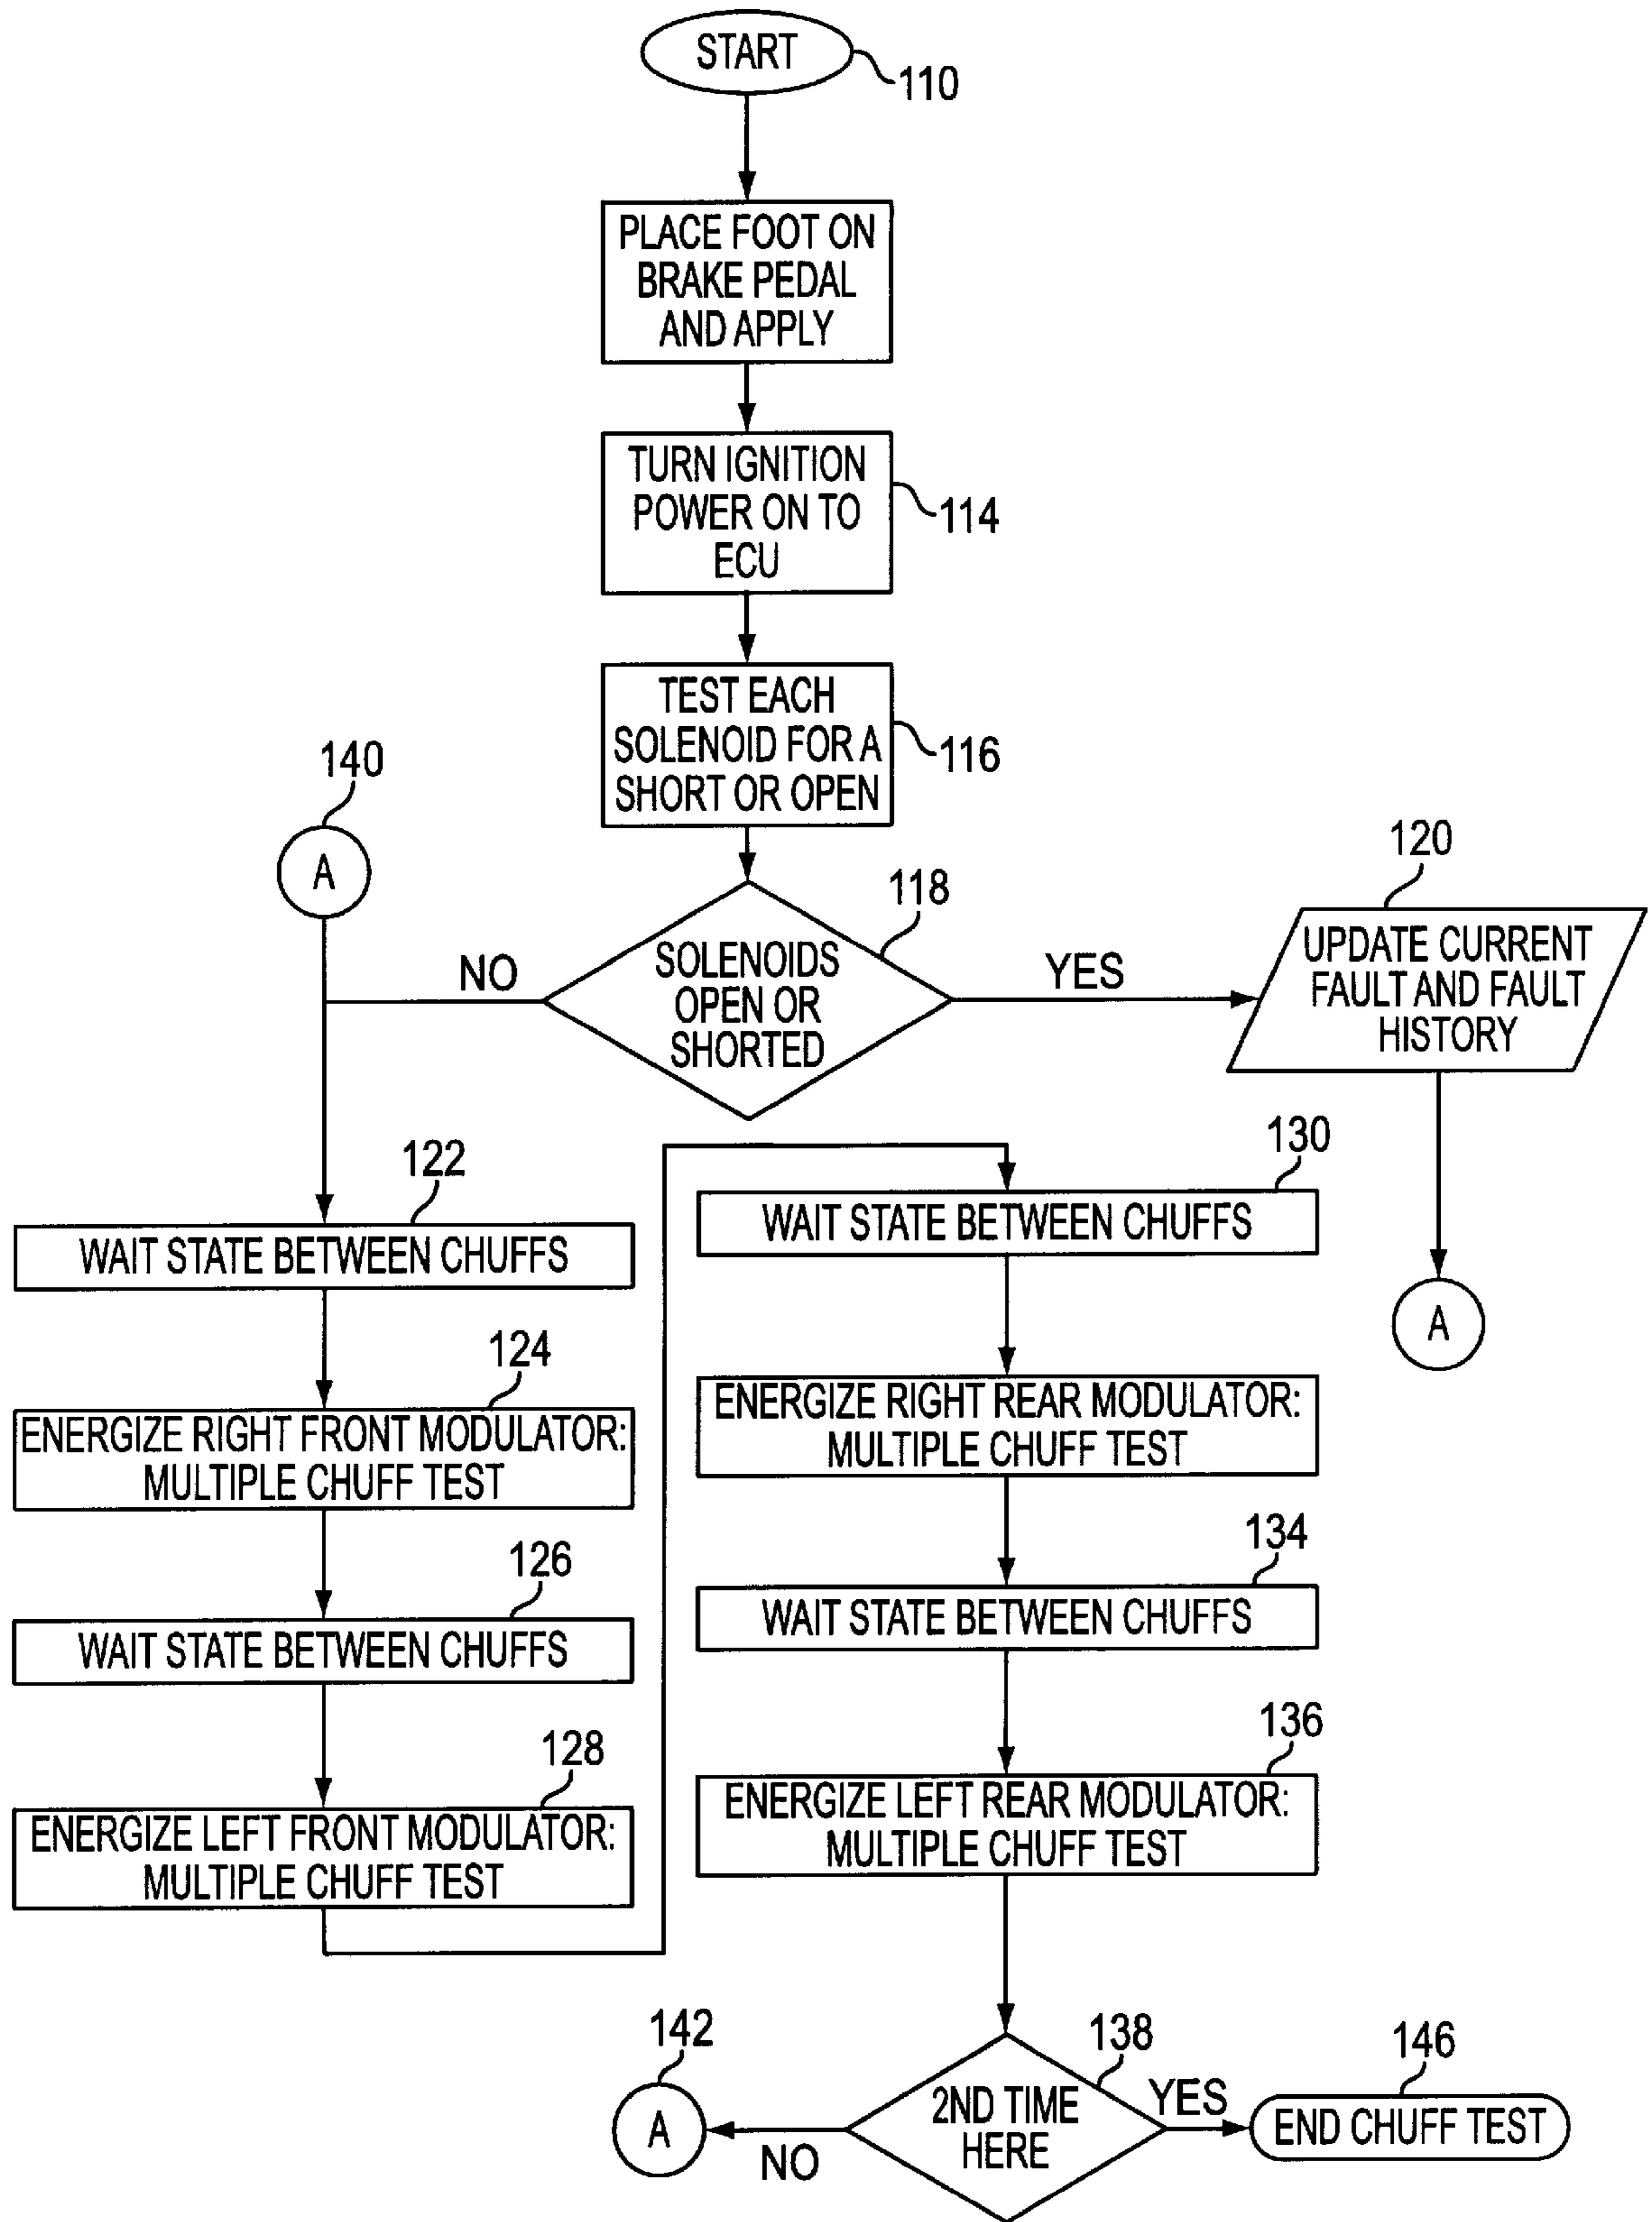 START
110
PLACE FOOT ON
BRAKE PEDAL
AND APPLY
TURN IGNITION
POWER ON TO
ECU
114
TEST EACH
SOLENOID FOR A
SHORT OR OPEN
116
140
A
118
SOLENOIDS
OPEN OR
SHORTED
NO
YES
120
UPDATE CURRENT
FAULT AND FAULT
HISTORY
A
122
WAIT STATE BETWEEN CHUFFS
124
ENERGIZE RIGHT FRONT MODULATOR:
MULTIPLE CHUFF TEST
126
WAIT STATE BETWEEN CHUFFS
128
ENERGIZE LEFT FRONT MODULATOR:
MULTIPLE CHUFF TEST
130
WAIT STATE BETWEEN CHUFFS
ENERGIZE RIGHT REAR MODULATOR:
MULTIPLE CHUFF TEST
134
WAIT STATE BETWEEN CHUFFS
136
ENERGIZE LEFT REAR MODULATOR:
MULTIPLE CHUFF TEST
138
2ND TIME
HERE
NO
142
A
YES
146
END CHUFF TEST